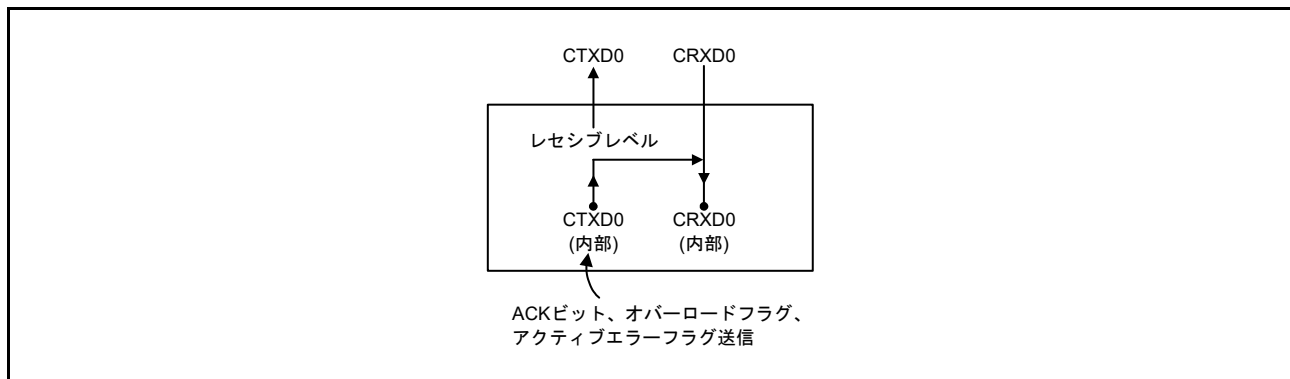 CTXD0 CRXD0
レセシブレベル
CTXD0 CRXD0
(内部) (内部)
ACKビット、オバーロードフラグ、
アクティブエラーフラグ送信